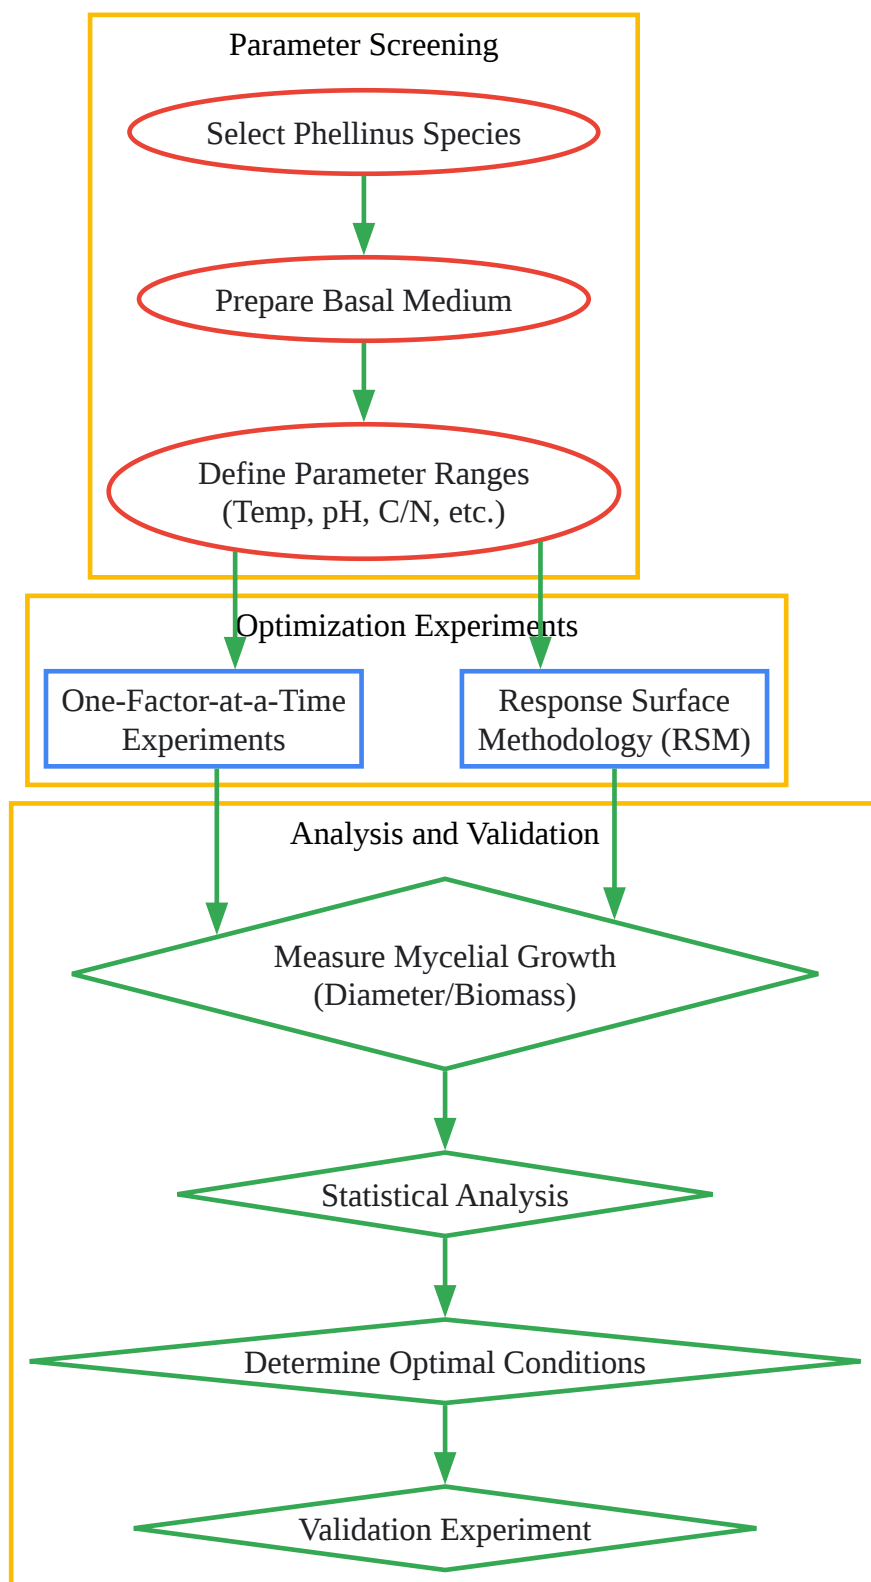 Parameter Screening
Select Phellinus Species
Prepare Basal Medium
Define Parameter Ranges
(Temp, pH, C/N, etc.)
Optimization Experiments
One-Factor-at-a-Time
Experiments
Response Surface
Methodology (RSM)
Analysis and Validation
Measure Mycelial Growth
(Diameter/Biomass)
Statistical Analysis
Determine Optimal Conditions
Validation Experiment